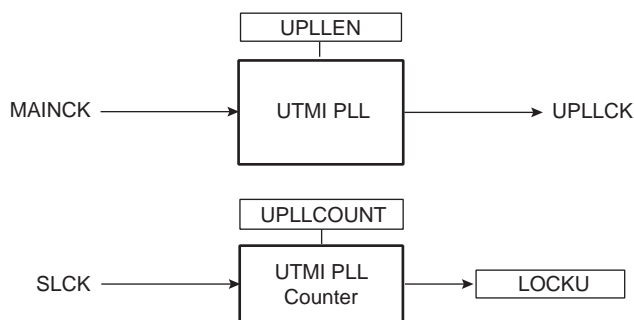 UPLLEN
MAINCK
UTMI PLL
UPLLCK
UPLLCOUNT
SLCK
UTMI PLL
Counter
LOCKU